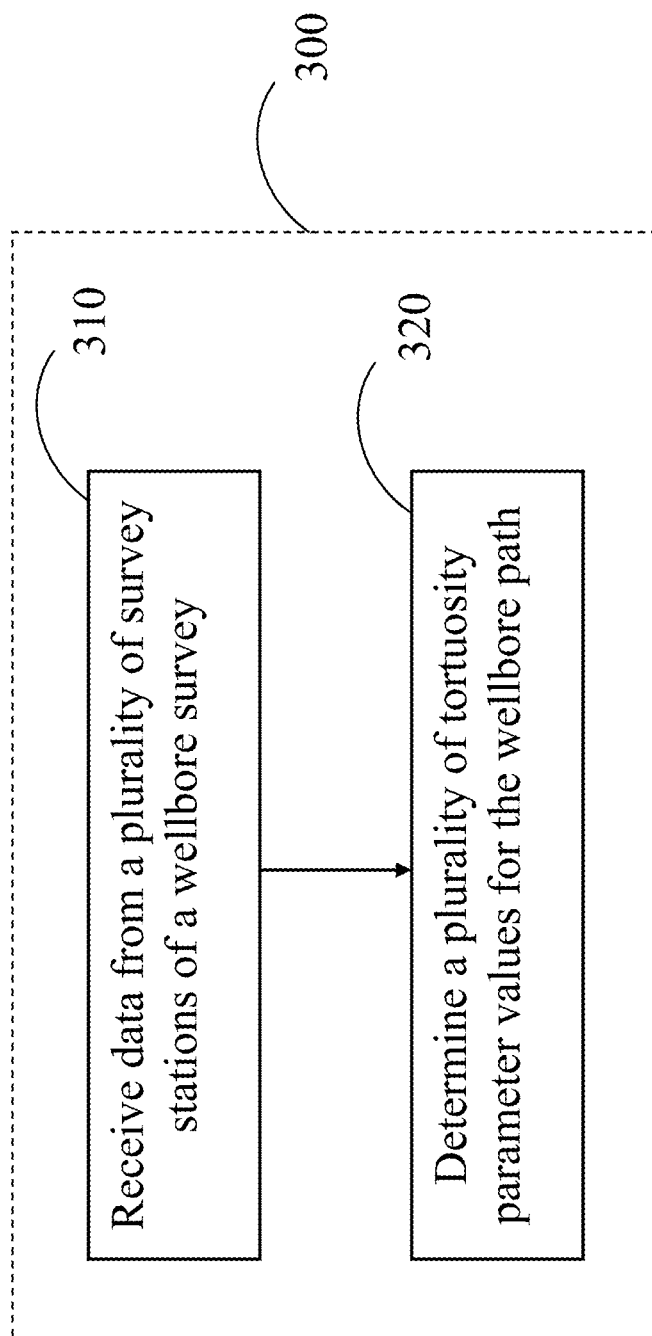 300
310
Receive data from a plurality of survey
stations of a wellbore survey
320
Determine a plurality of tortuosity
parameter values for the wellbore path